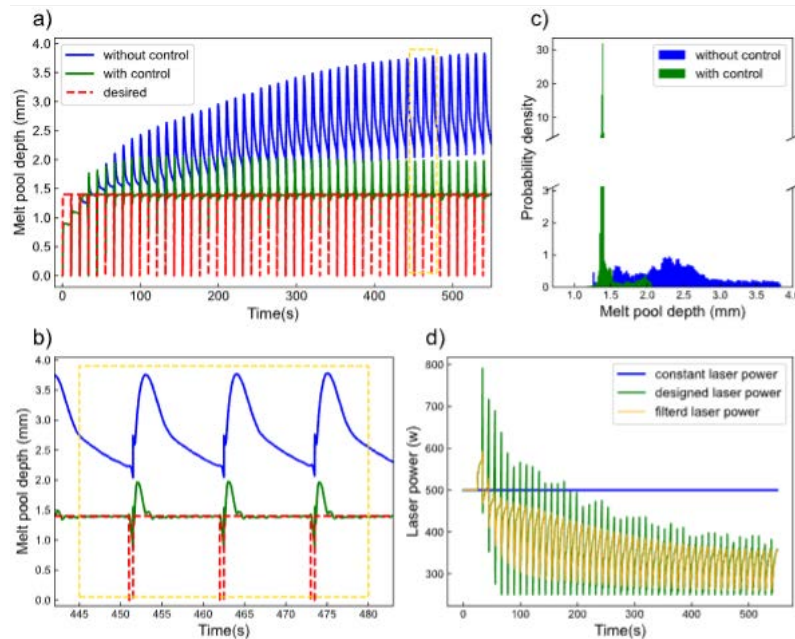 a)
4.0
3.5
3.0
2.5
2.0
1.5
1.0
0.5
0.0
Melt pool depth (mm)
without control
with control
desired
0 100 200 300 400 500
Time(s)
c)
30
20
10
3
2
1
0
Probability density
without control
with control
1.0 1.5 2.0 2.5 3.0 3.5 4.0
Melt pool depth (mm)
b)
4.0
3.5
3.0
2.5
2.0
1.5
1.0
0.5
0.0
Melt pool depth (mm)
445 450 455 460 465 470 475 480
Time(s)
d)
800
700
600
500
400
300
Laser power (w)
constant laser power
designed laser power
filterd laser power
0 100 200 300 400 500
Time(s)